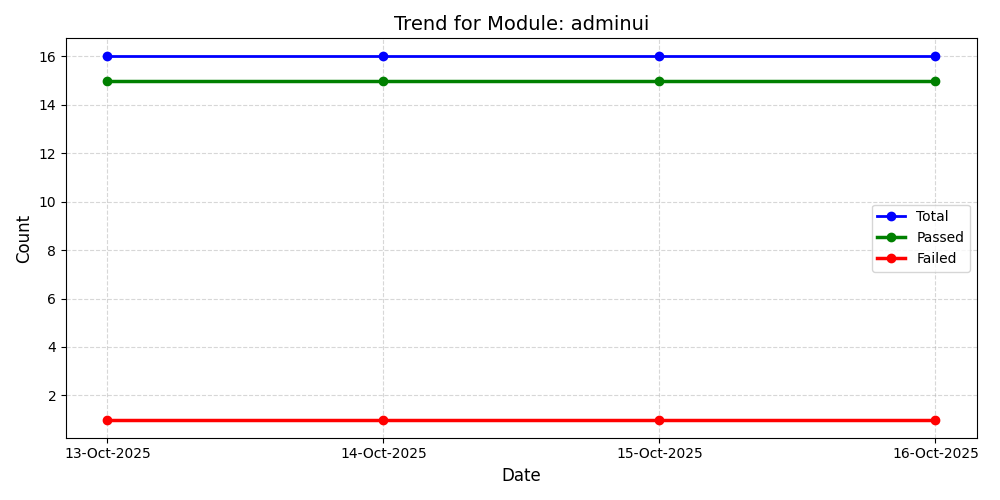 Trend for Module: adminui
Count
16
14
12
10
8
6
4
2
Total
Passed
Failed
13-Oct-2025
14-Oct-2025
15-Oct-2025
16-Oct-2025
Date